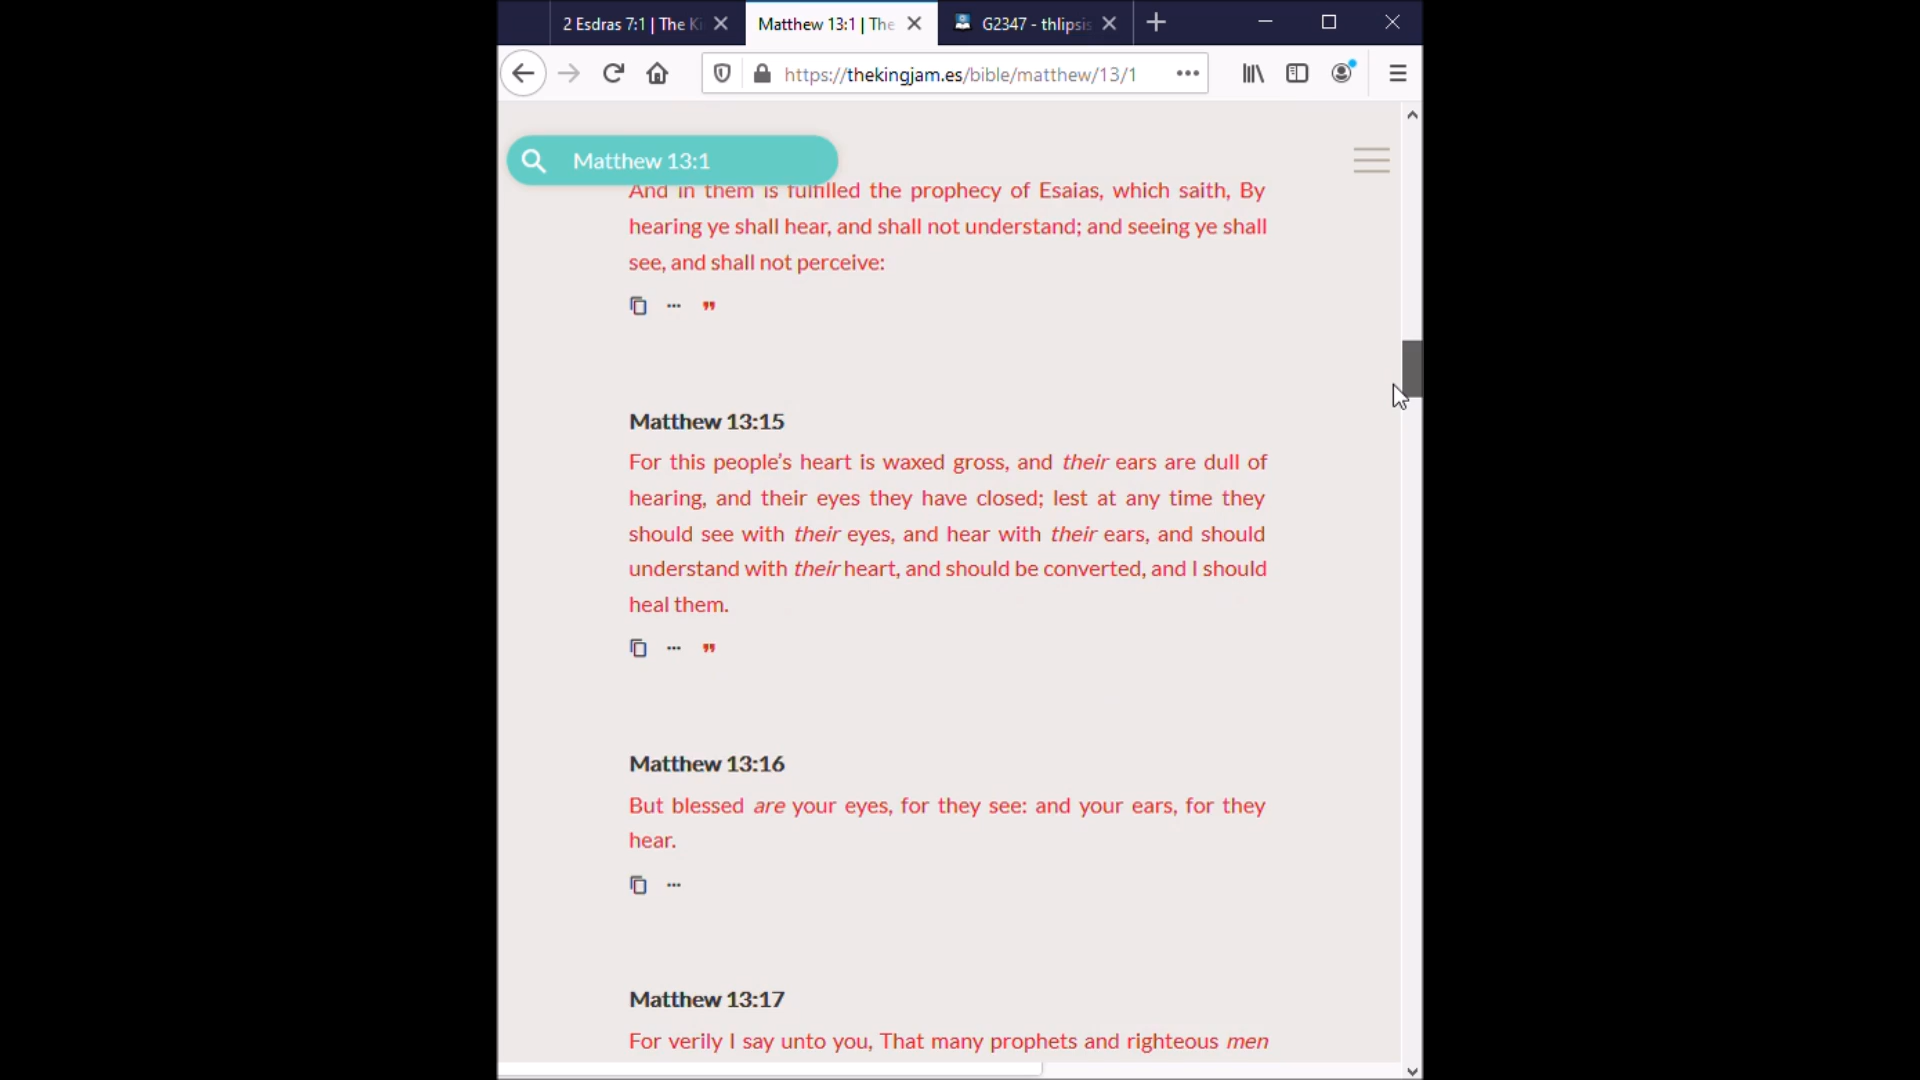 2 Esdras 7:1 | The Ki
Matthew 13:1 | The
G2347 - thlipsis
https://thekingjam.es/bible/matthew/13/1
Matthew 13:1
And in them is fulfilled the prophecy of Esaias, which saith, By
hearing ye shall hear, and shall not understand; and seeing ye shall
see, and shall not perceive:
Matthew 13:15
For this people’s heart is waxed gross, and their ears are dull of
hearing, and their eyes they have closed; lest at any time they
should see with their eyes, and hear with their ears, and should
understand with their heart, and should be converted, and I should
heal them.
Matthew 13:16
But blessed are your eyes, for they see: and your ears, for they
hear.
Matthew 13:17
For verily I say unto you, That many prophets and righteous men